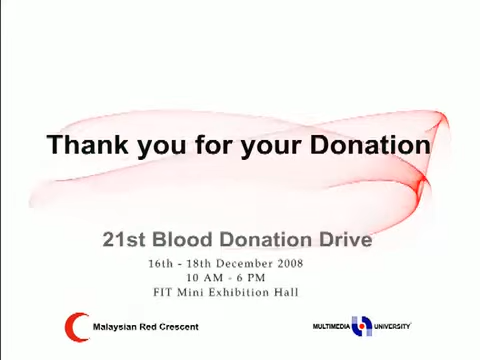 Thank you for your Donation
21st Blood Donation Drive
16th - 18th December 2008
10 AM - 6 PM
FIT Mini Exhibition Hall
Malaysian Red Crescent
MULTIMEDIA UNIVERSITY